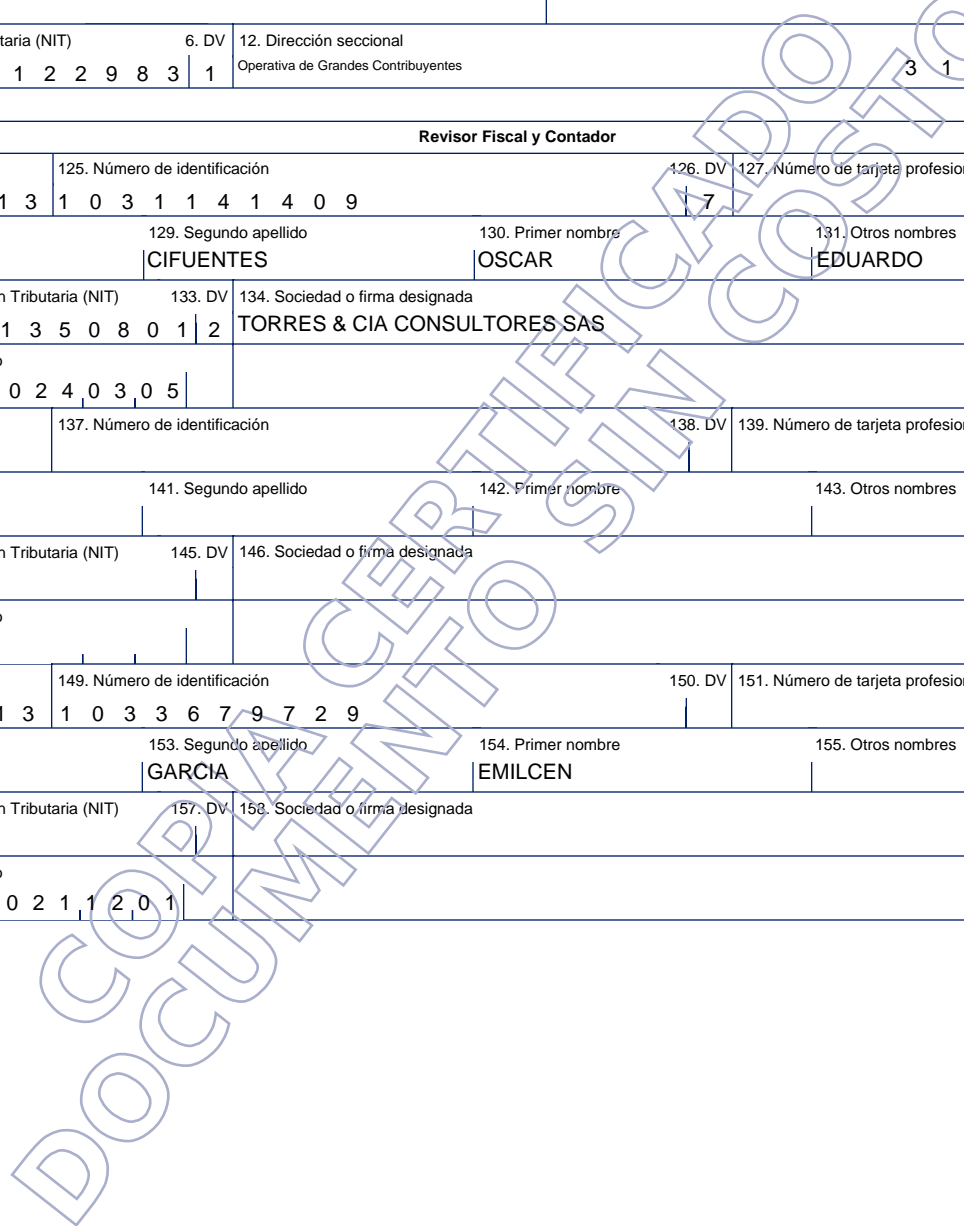 taria (NIT) 6. DV 12. Dirección seccional
1 2 2 9 8 3 1 Operativa de Grandes Contribuyentes 3 1
Revisor Fiscal y Contador
125. Número de identificación 126. DV 127. Número de tarjeta profesion
1 3 1 0 3 1 1 4 1 4 0 9 7
129. Segundo apellido 130. Primer nombre 131. Otros nombres
CIFUENTES OSCAR EDUARDO
n Tributaria (NIT) 133. DV 134. Sociedad o firma designada
1 3 5 0 8 0 1 2 TORRES & CIA CONSULTORES SAS
o
0 2 4 0 3 0 5
137. Número de identificación 138. DV 139. Número de tarjeta profesion
141. Segundo apellido 142. Primer nombre 143. Otros nombres
n Tributaria (NIT) 145. DV 146. Sociedad o firma designada
o
149. Número de identificación 150. DV 151. Número de tarjeta profesion
1 3 1 0 3 3 6 7 9 7 2 9
153. Segundo apellido 154. Primer nombre 155. Otros nombres
GARCIA EMILCEN
n Tributaria (NIT) 157. DV 158. Sociedad o firma designada
o
0 2 1 1 2 0 1
COPIA CERTIFICADO
DOCUMENTO SIN COSTO